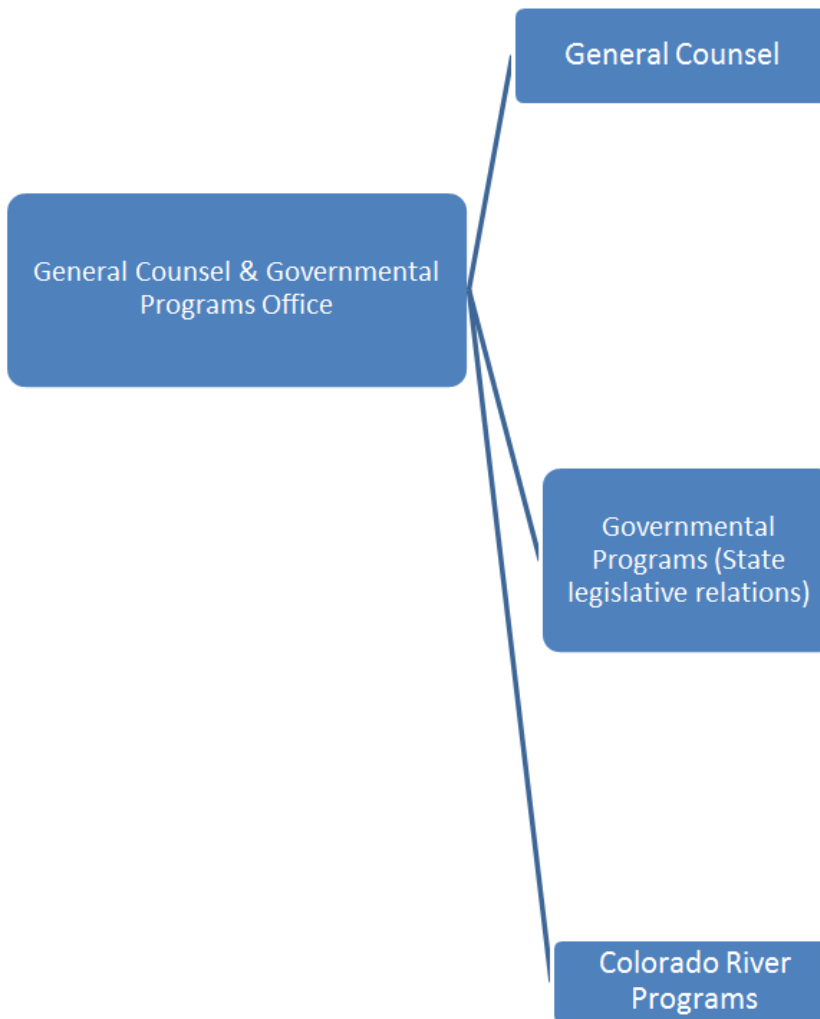 General Counsel
General Counsel & Governmental
Programs Office
Governmental
Programs (State
legislative relations)
Colorado River
Programs